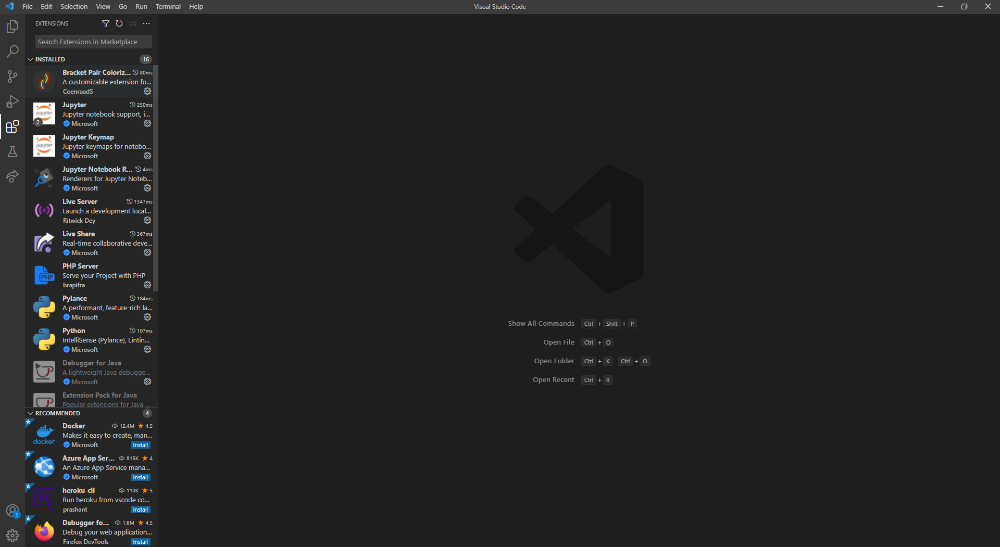 File Edit Selection View Go Run Terminal Help
Visual Studio Code
EXTENSIONS
Search Extensions in Marketplace
INSTALLED 16
Bracket Pair Coloriz... 80ms
A customizable extension fo...
CoenraadS
Jupyter 250ms
Jupyter notebook support, i...
Microsoft
jupyter
2
Jupyter Keymap
Jupyter keymaps for notebo...
Microsoft
jupyter
Jupyter Notebook R... 4ms
Renderers for Jupyter Noteb...
Microsoft
Live Server 1347ms
Launch a development local...
Ritwick Dey
Live Share 367ms
Real-time collaborative deve...
Microsoft
PHP Server
Serve your Project with PHP
brapifra
PHP
Pylance 184ms
A performant, feature-rich la...
Microsoft
Python 107ms
IntelliSense (Pylance), Lintin...
Microsoft
Debugger for Java
A lightweight Java debugge...
Microsoft
Extension Pack for Java
Popular extensions for Java ...
RECOMMENDED 4
Docker 12.4M 4.5
Makes it easy to create, man...
docker
Microsoft Install
Azure App Ser... 815K 4
An Azure App Service mana...
Microsoft Install
heroku-cli 110K 5
Run heroku from vscode co...
prashant Install
Debugger fo... 1.6M 4.5
Debug your web application...
Firefox DevTools Install
1
Show All Commands Ctrl + Shift + P
Open File Ctrl + O
Open Folder Ctrl + K Ctrl + O
Open Recent Ctrl + R